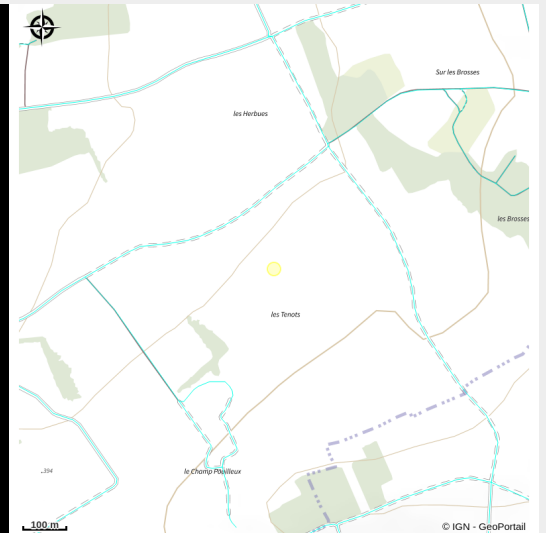 Sur les Brosses
les Herbues
les Brosses
les Tenots
394
le Champ Pouilleux
100 m
© IGN - GeoPortail